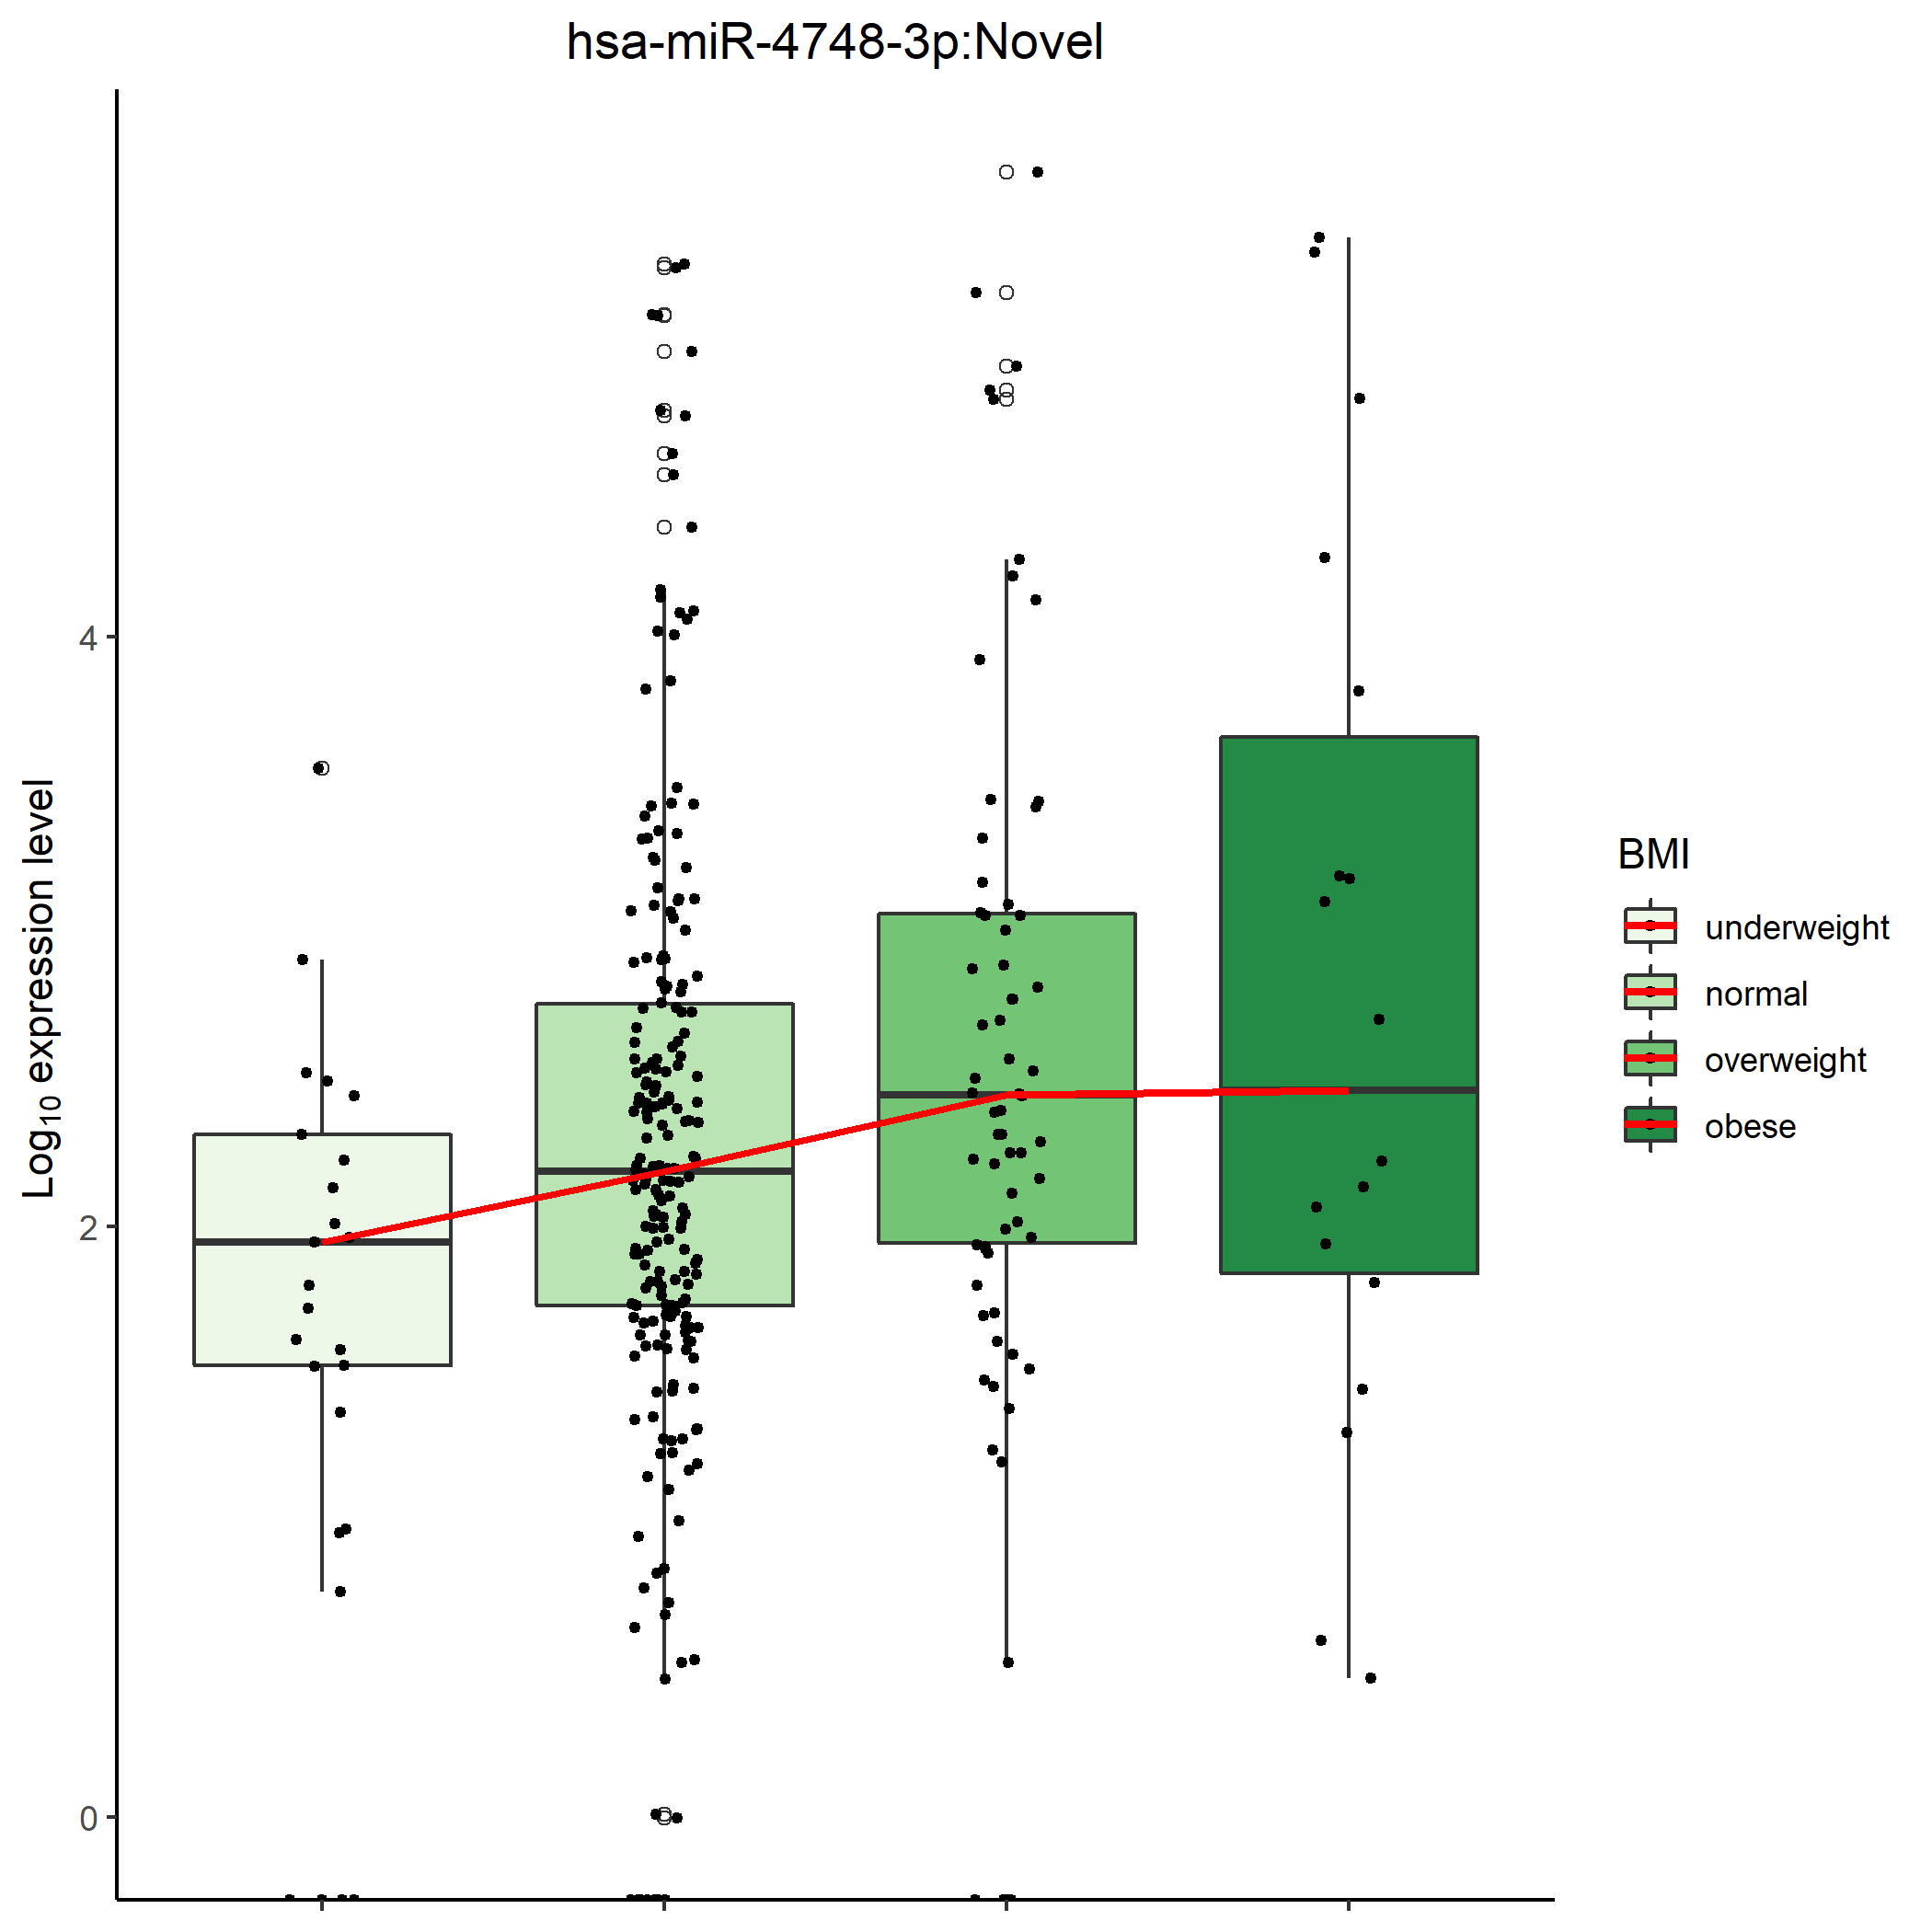 hsa-miR-4748-3p:Novel
Log₁₀ expression level
4
2
0
BMI
underweight
normal
overweight
obese